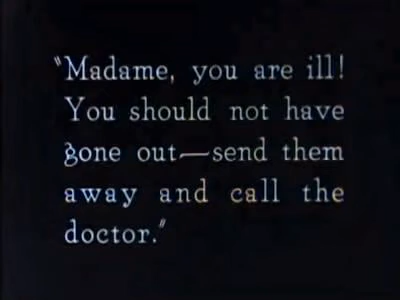 "Madame, you are ill!
You should not have
gone out—send them
away and call the
doctor."